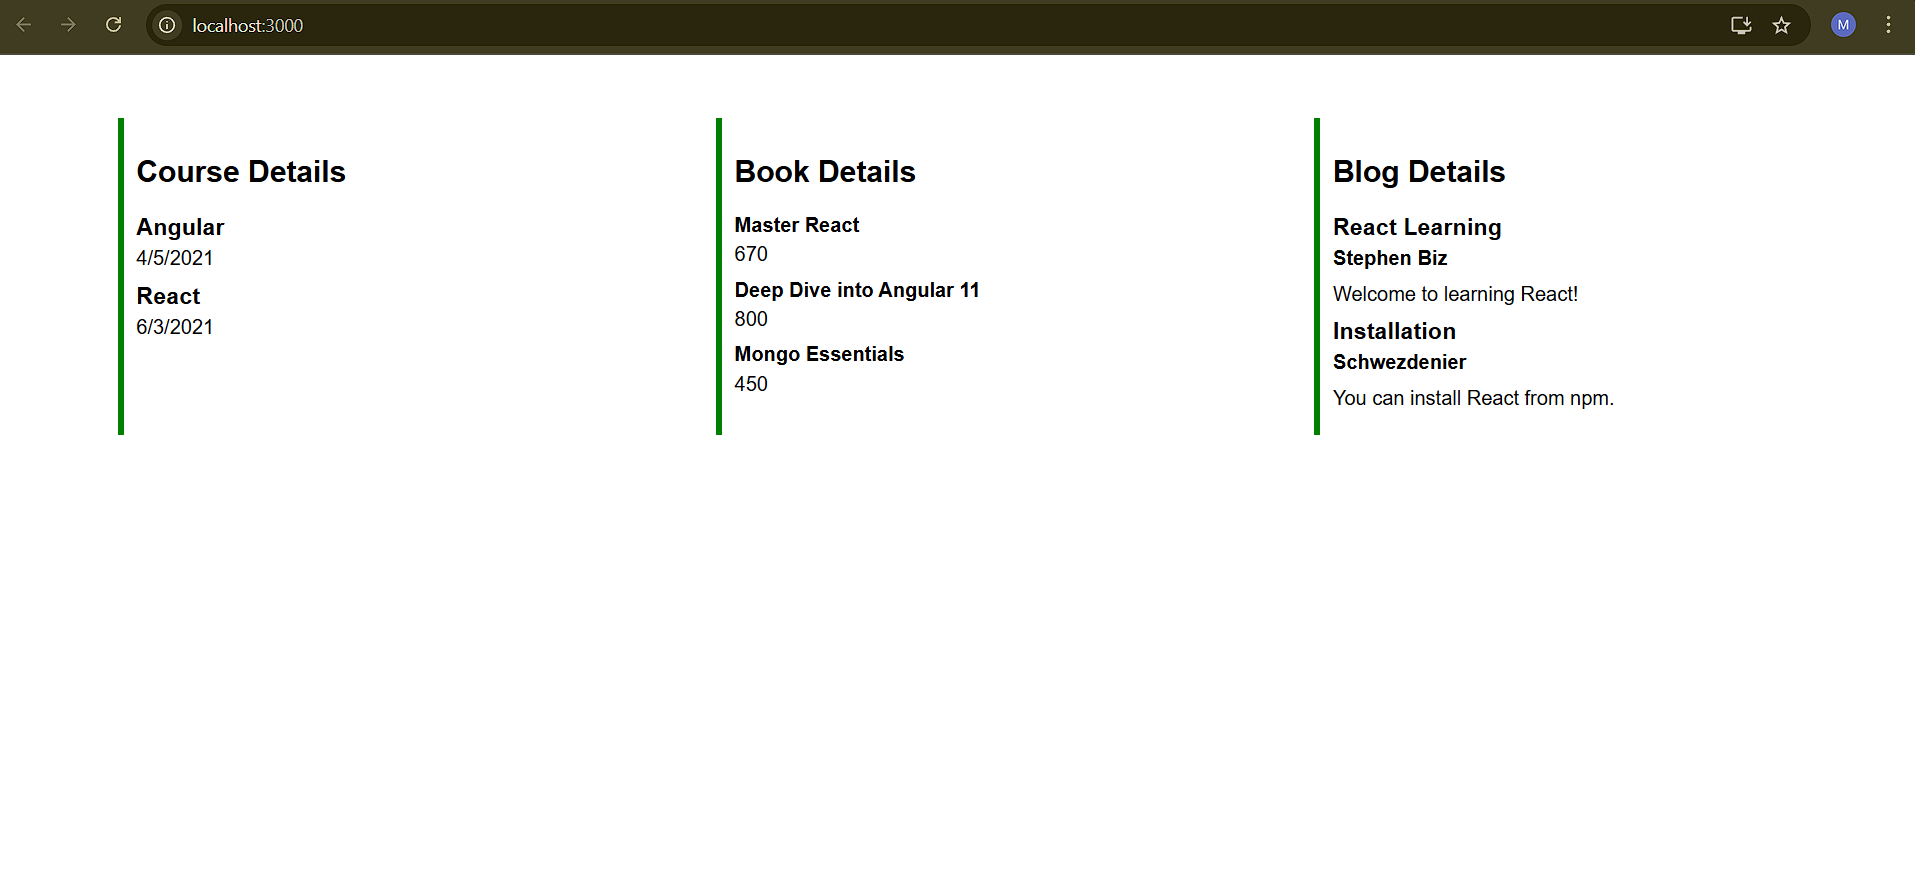 localhost:3000
M
Course Details
Angular
4/5/2021
React
6/3/2021
Book Details
Master React
670
Deep Dive into Angular 11
800
Mongo Essentials
450
Blog Details
React Learning
Stephen Biz
Welcome to learning React!
Installation
Schwezdenier
You can install React from npm.